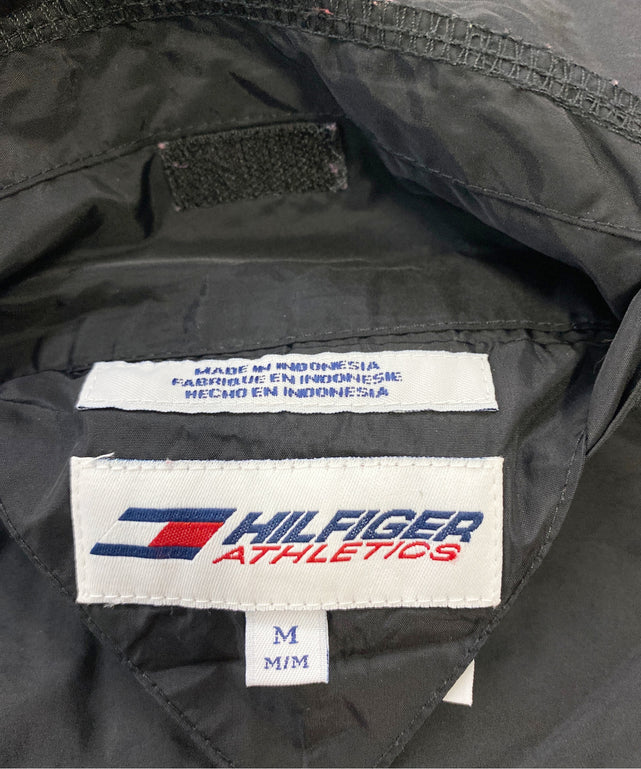 MADE IN INDONESIA
FABRIQUE EN INDONESIE
HECHO EN INDONESIA
HILFIGER
ATHLETICS
M
M/M